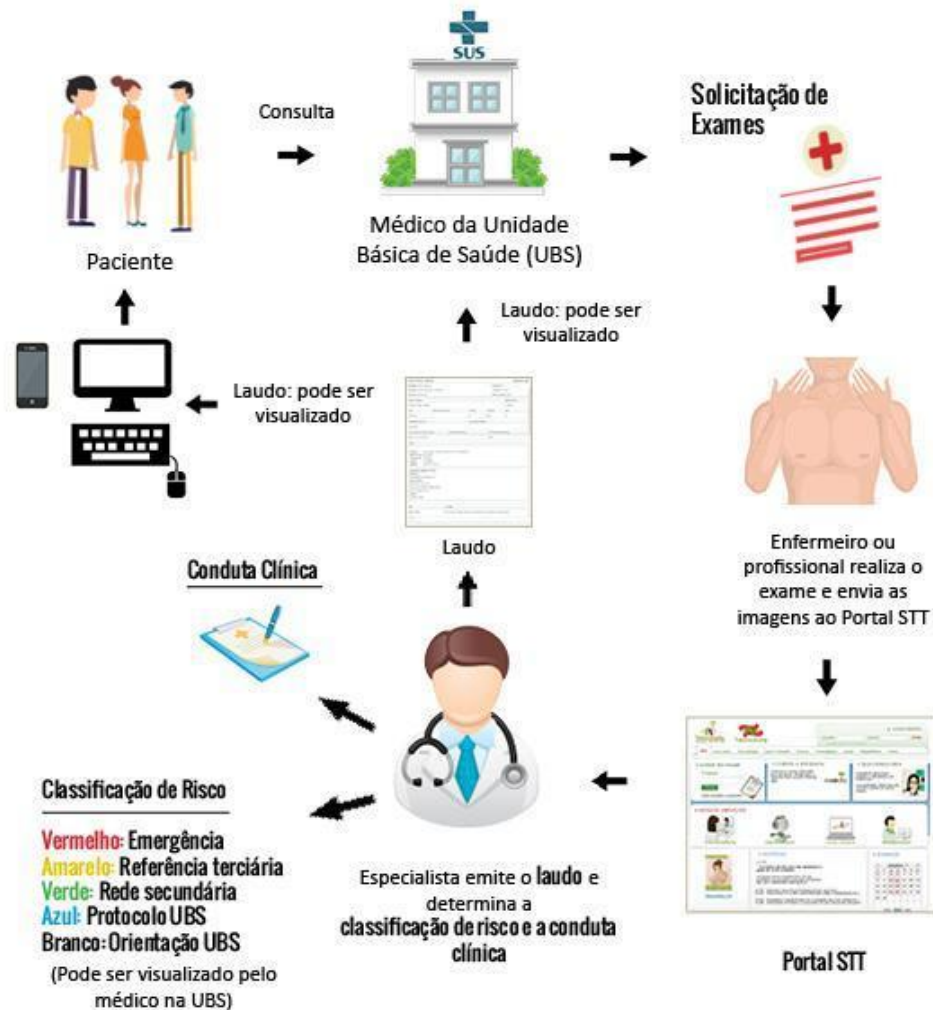 SUS
Consulta
Solicitação de
Exames
Paciente
Médico da Unidade
Básica de Saúde (UBS)
Laudo: pode ser
visualizado
Laudo: pode ser
visualizado
Laudo
Enfermeiro ou
profissional realiza o
exame e envia as
imagens ao Portal STT
Conduta Clínica
Classificação de Risco
Vermelho: Emergência
Amarelo: Referência terciária
Verde: Rede secundária
Azul: Protocolo UBS
Branco: Orientação UBS
(Pode ser visualizado pelo
médico na UBS)
Especialista emite o laudo e
determina a
classificação de risco e a conduta
clínica
Portal STT